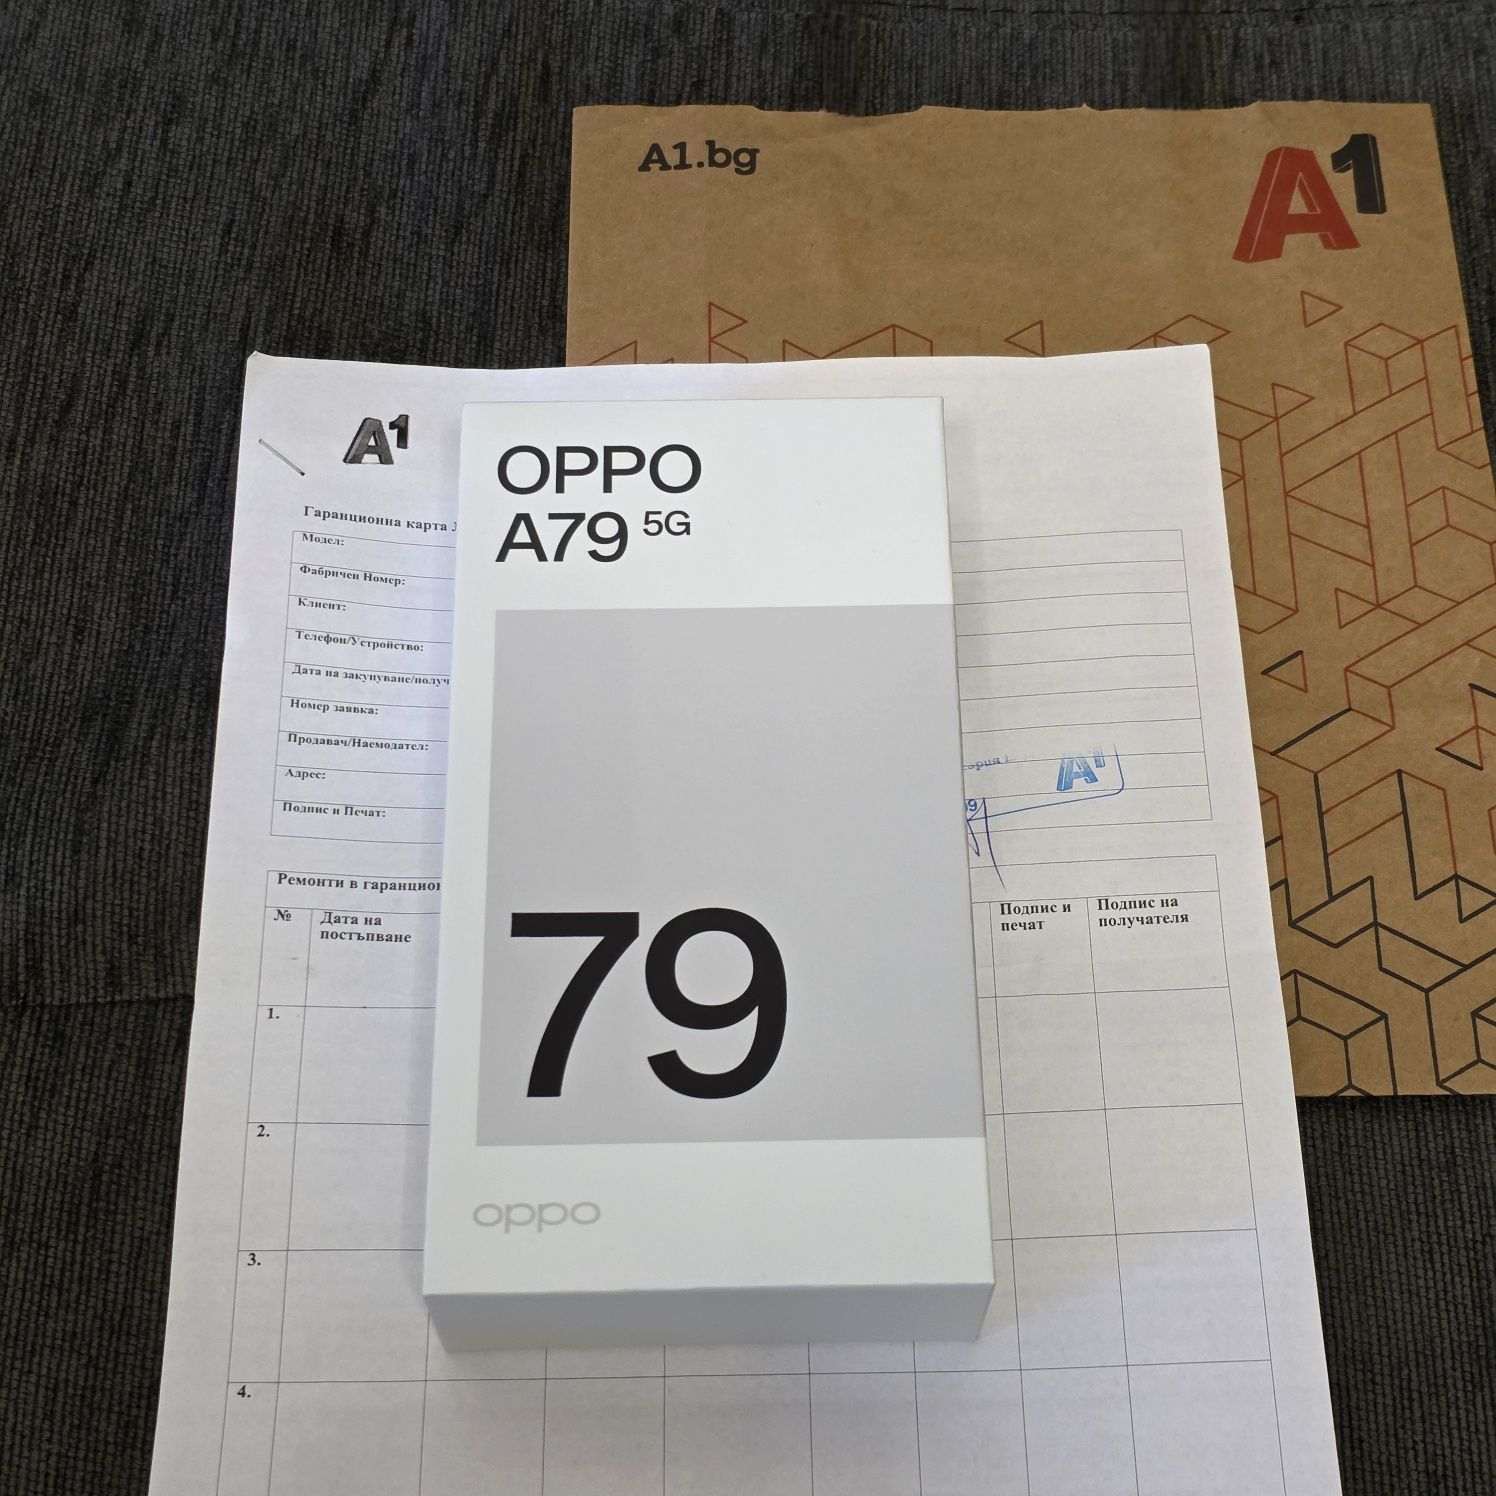 A1.bg
A1
A1
OPPO
A79 5G
Гаранционна карта
Модел:
Фабричен Номер:
Клиент:
Телефон/Устройство:
Дата на закупуване/получ
Номер заявка:
Продавач/Наемодател:
Адрес:
Подпис и Печат:
A1
79
Ремонти в гаранцион
№
Дата на
постъпване
Подпис и
печат
Подпис на
получателя
1.
2.
3.
4.
oppo